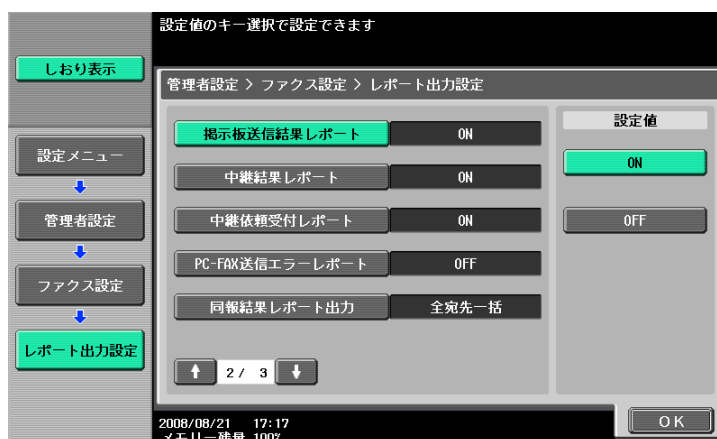 設定値のキー選択で設定できます
しおり表示
管理者設定 > ファクス設定 > レポート出力設定
設定メニュー
管理者設定
ファクス設定
レポート出力設定
掲示板送信結果レポート ON
中継結果レポート ON
中継依頼受付レポート ON
PC-FAX送信エラーレポート OFF
同報結果レポート出力 全宛先一括
2/ 3
設定値
ON
OFF
2008/08/21 17:17
メモリー残量 100%
OK